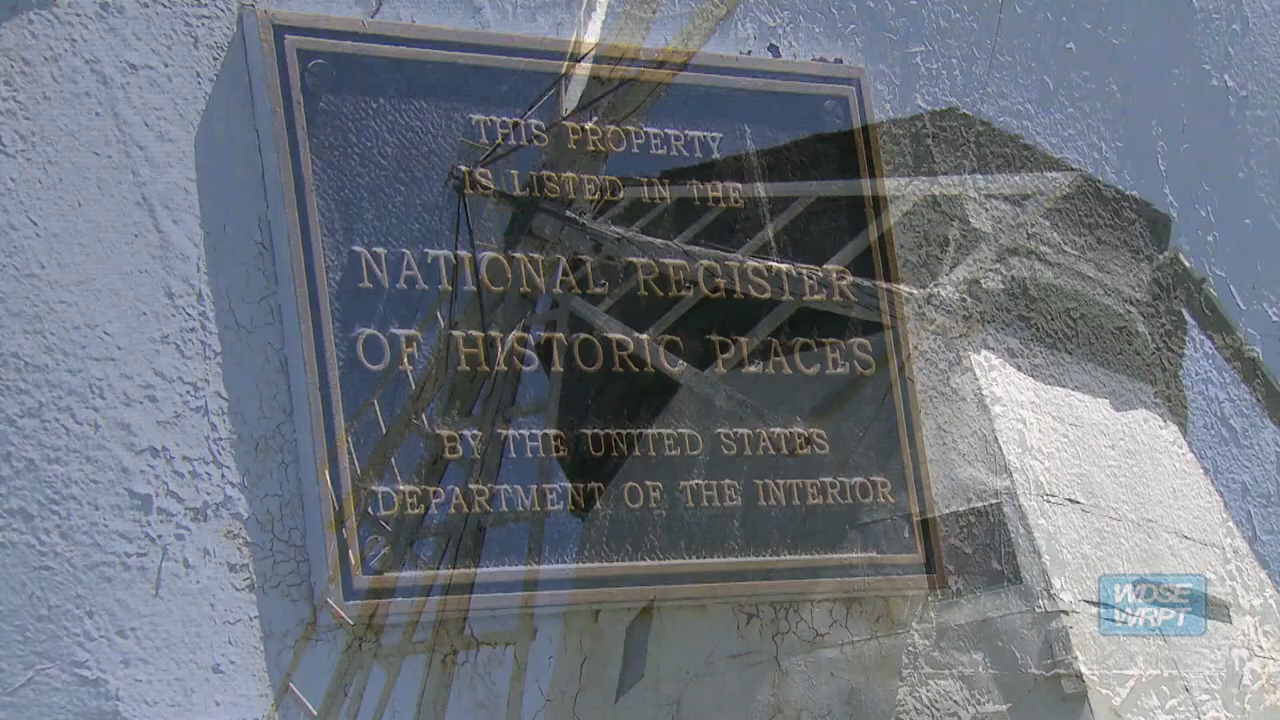 THIS PROPERTY
IS LISTED IN THE
NATIONAL REGISTER
OF HISTORIC PLACES
BY THE UNITED STATES
DEPARTMENT OF THE INTERIOR
WDSE
WRPT